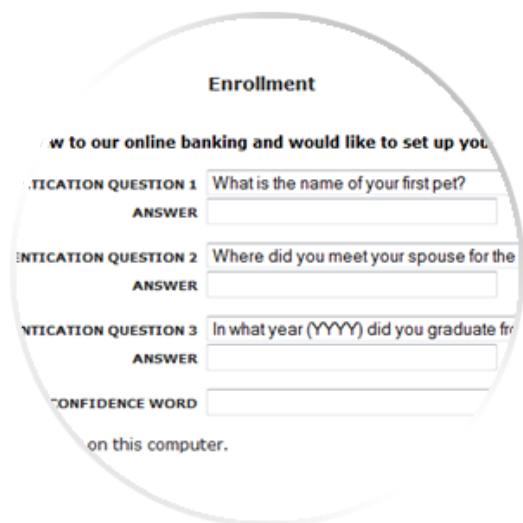 Enrollment
w to our online banking and would like to set up you
TICATION QUESTION 1 What is the name of your first pet?
ANSWER
ENTICATION QUESTION 2 Where did you meet your spouse for the
ANSWER
NTICATION QUESTION 3 In what year (YYYY) did you graduate fr
ANSWER
CONFIDENCE WORD
on this computer.